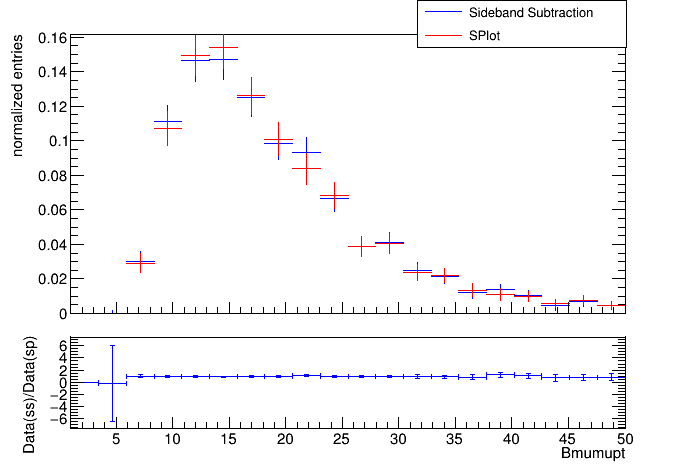 Sideband Subtraction
SPlot
normalized entries
0.16
0.14
0.12
0.1
0.08
0.06
0.04
0.02
0
Data(ss)/Data(sp)
6
4
2
0
−2
−4
−6
5 10 15 20 25 30 35 40 45 50
Bmumupt